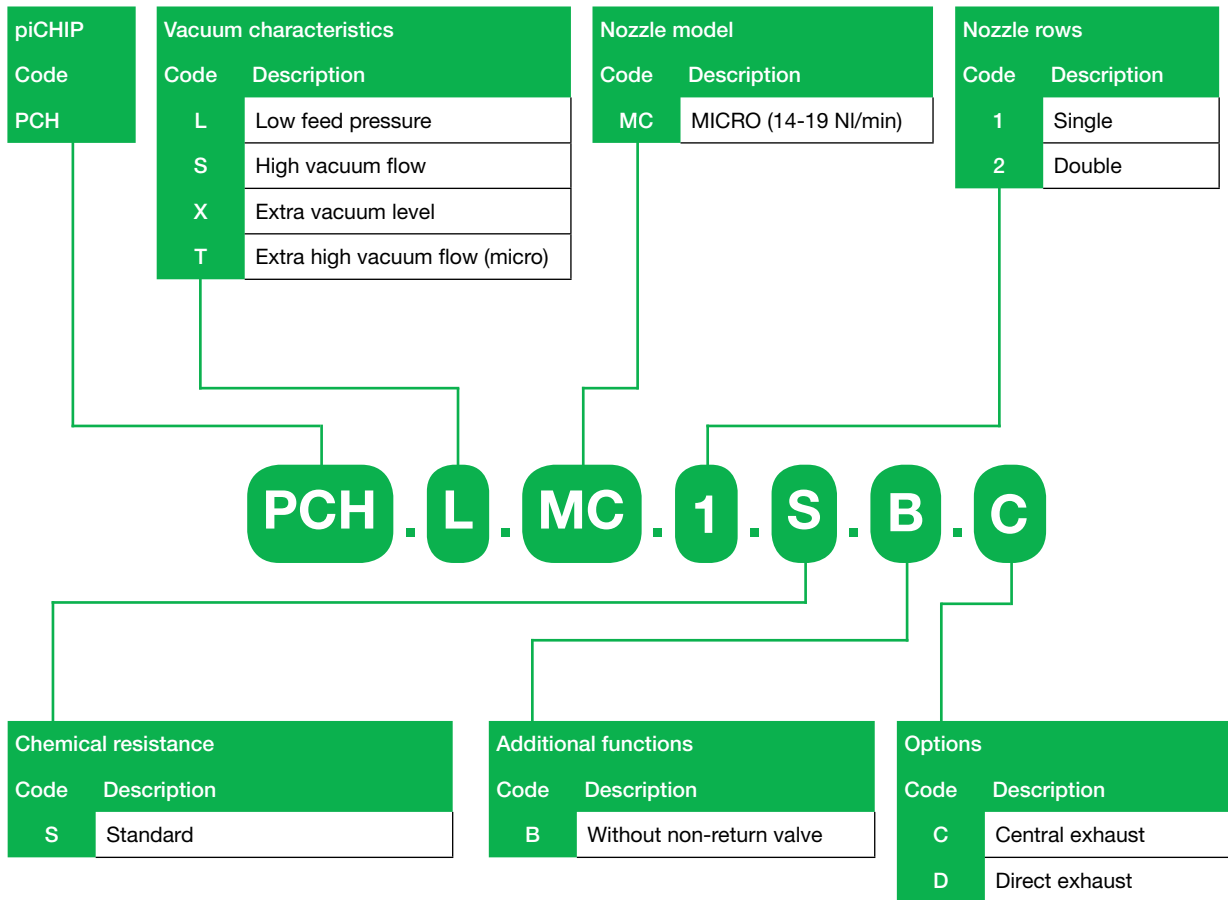 piCHIP
Code
PCH
Vacuum characteristics
Code Description
L Low feed pressure
S High vacuum flow
X Extra vacuum level
T Extra high vacuum flow (micro)
Nozzle model
Code Description
MC MICRO (14-19 Nl/min)
Nozzle rows
Code Description
1 Single
2 Double
PCH.L.MC.1.S.B.C
Chemical resistance
Code Description
S Standard
Additional functions
Code Description
B Without non-return valve
Options
Code Description
C Central exhaust
D Direct exhaust